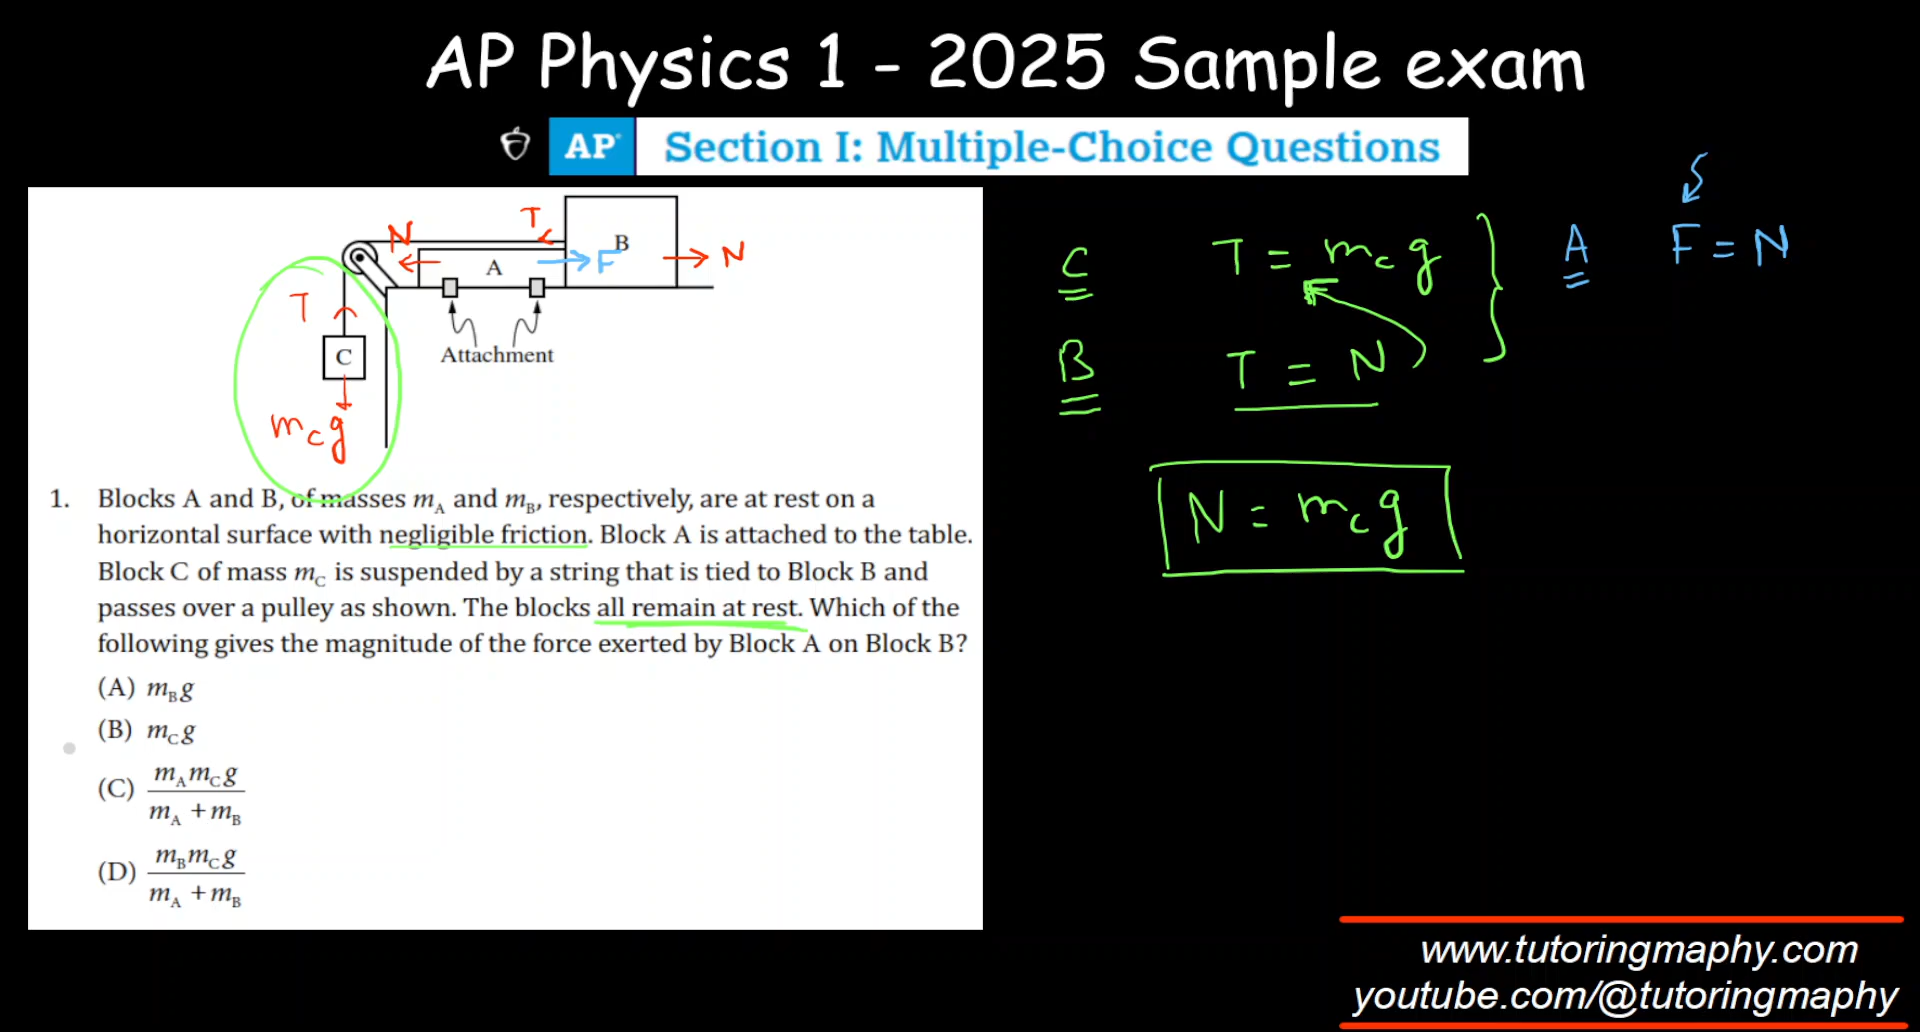 AP Physics 1 - 2025 Sample exam
AP® Section I: Multiple-Choice Questions
T
N
B
F
N
A
T
C
Attachment
m_C g
1. Blocks A and B, of masses m_A and m_B, respectively, are at rest on a
horizontal surface with negligible friction. Block A is attached to the table.
Block C of mass m_C is suspended by a string that is tied to Block B and
passes over a pulley as shown. The blocks all remain at rest. Which of the
following gives the magnitude of the force exerted by Block A on Block B?
(A) m_B g
(B) m_C g
(C) m_A m_C g / m_A + m_B
(D) m_B m_C g / m_A + m_B
C T = m_C g
B T = N
N = m_C g
A F = N
www.tutoringmaphy.com
youtube.com/@tutoringmaphy